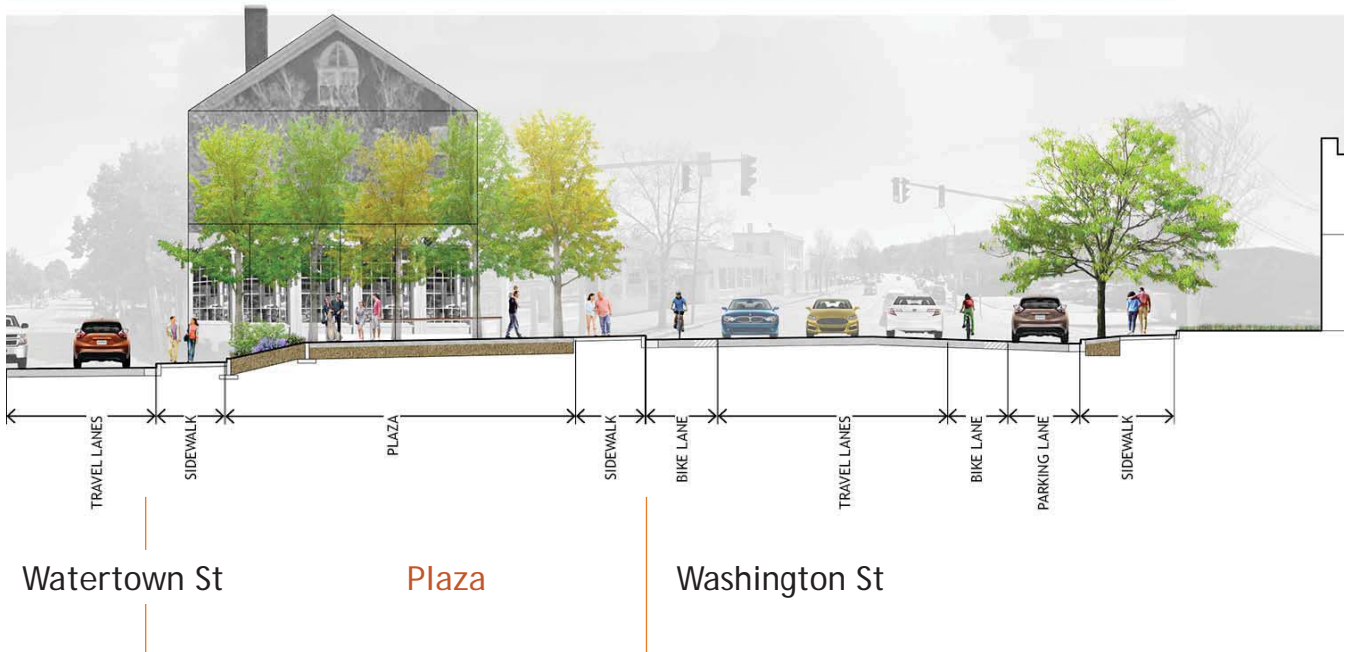 TRAVEL LANES
SIDEWALK
PLAZA
SIDEWALK
BIKE LANE
TRAVEL LANES
BIKE LANE
PARKING LANE
SIDEWALK
Watertown St
Plaza
Washington St